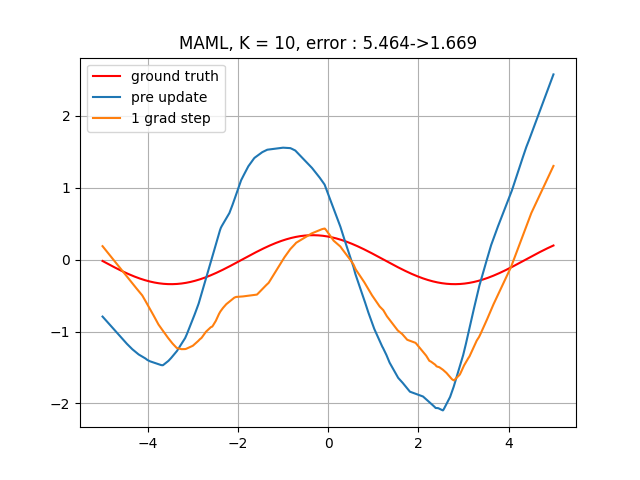 MAML, K = 10, error : 5.464->1.669
ground truth
pre update
1 grad step
2
1
0
−1
−2
−4
−2
0
2
4